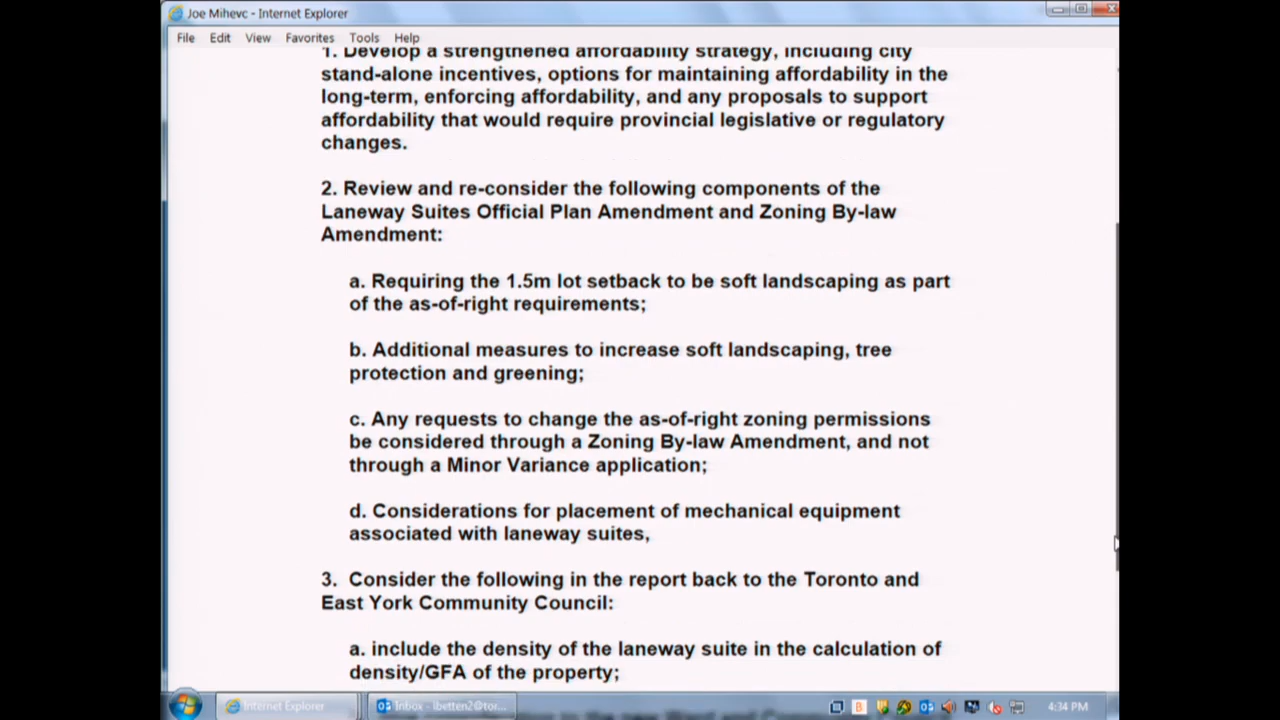 Joe Mihevc - Internet Explorer
File Edit View Favorites Tools Help
1. Develop a strengthened affordability strategy, including city
stand-alone incentives, options for maintaining affordability in the
long-term, enforcing affordability, and any proposals to support
affordability that would require provincial legislative or regulatory
changes.
2. Review and re-consider the following components of the
Laneway Suites Official Plan Amendment and Zoning By-law
Amendment:
a. Requiring the 1.5m lot setback to be soft landscaping as part
of the as-of-right requirements;
b. Additional measures to increase soft landscaping, tree
protection and greening;
c. Any requests to change the as-of-right zoning permissions
be considered through a Zoning By-law Amendment, and not
through a Minor Variance application;
d. Considerations for placement of mechanical equipment
associated with laneway suites,
3. Consider the following in the report back to the Toronto and
East York Community Council:
a. include the density of the laneway suite in the calculation of
density/GFA of the property;
Internet Explorer Inbox - ibetten2@tor... 4:34 PM